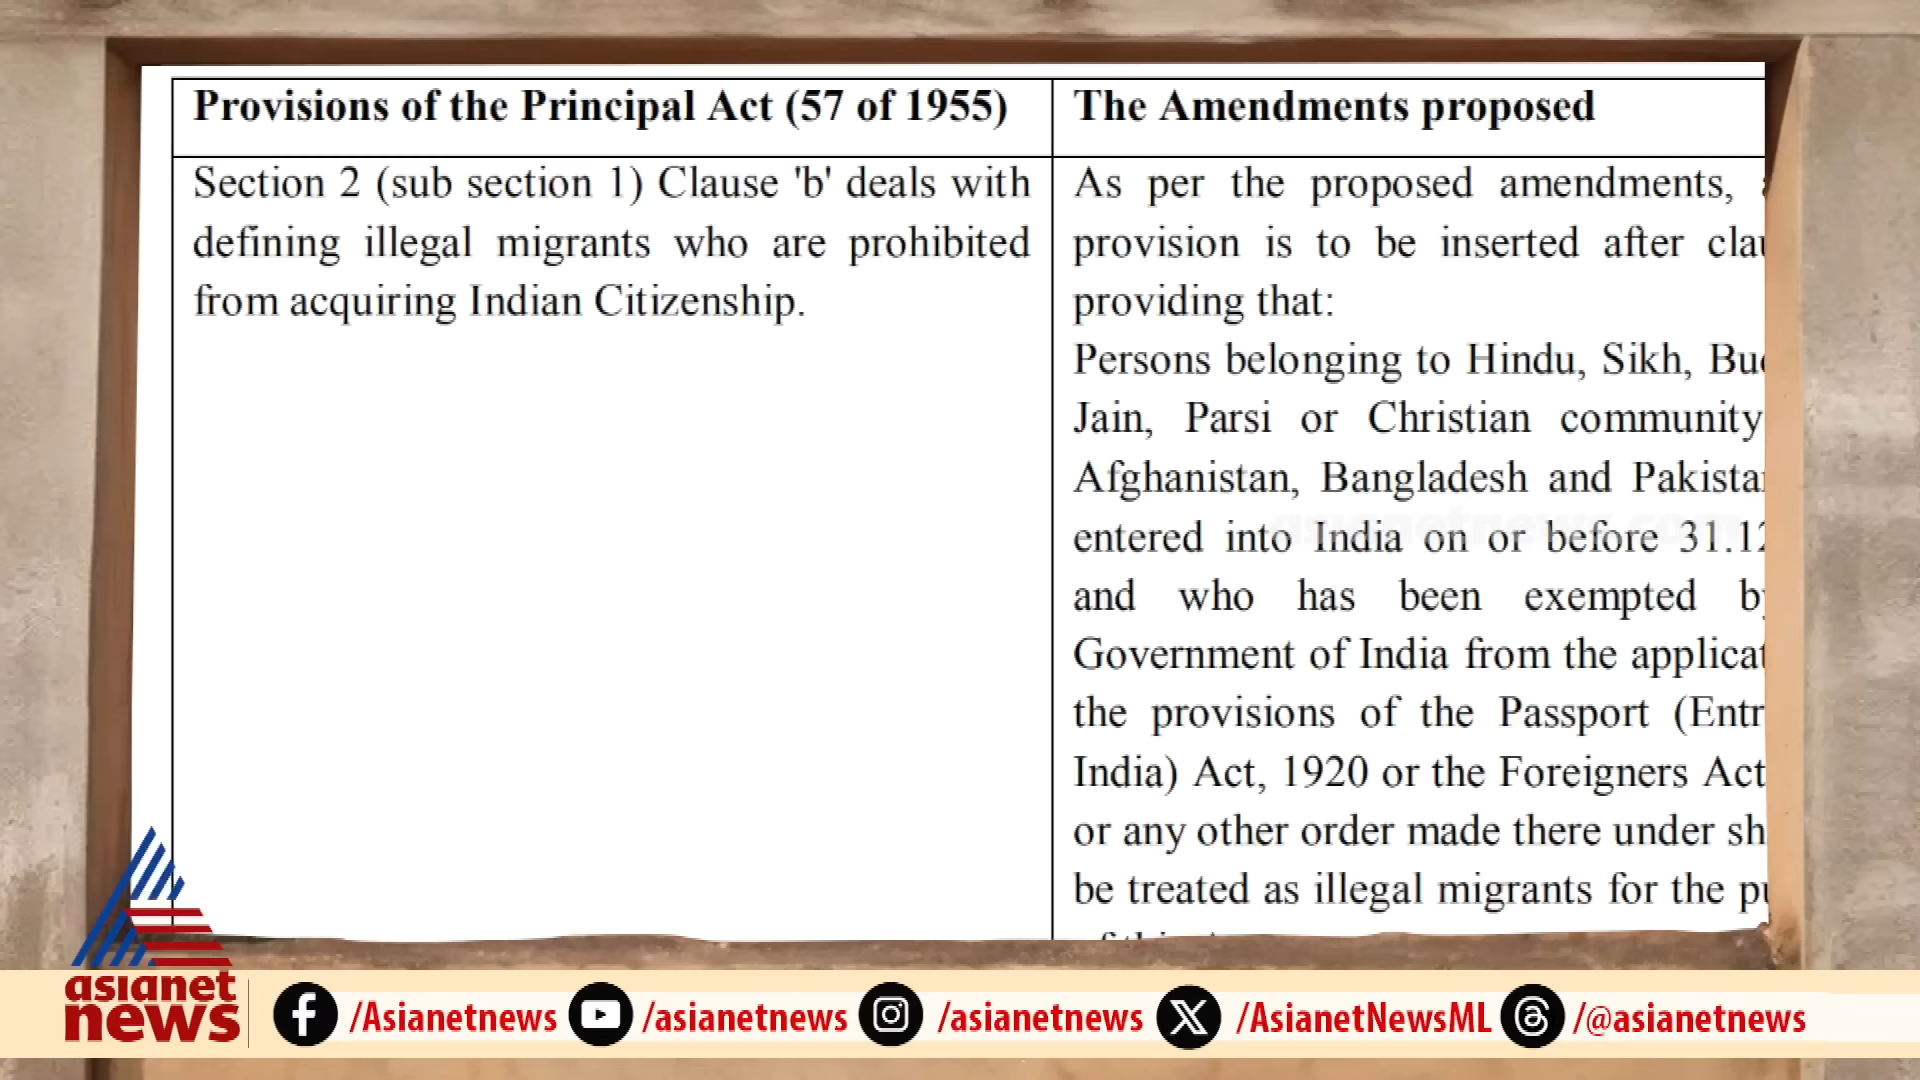 Provisions of the Principal Act (57 of 1955)
Section 2 (sub section 1) Clause 'b' deals with
defining illegal migrants who are prohibited
from acquiring Indian Citizenship.
The Amendments proposed
As per the proposed amendments,
provision is to be inserted after
providing that:
Persons belonging to Hindu, Sikh,
Jain, Parsi or Christian community
Afghanistan, Bangladesh and
entered into India on or before
and who has been exempted
Government of India from the
the provisions of the Passport
India) Act, 1920 or the Foreigners Act
or any other order made there under
be treated as illegal migrants for the
asianetnews.com
asianet
news
/Asianetnews
/asianetnews
/asianetnews
/AsianetNewsML
/@asianetnews